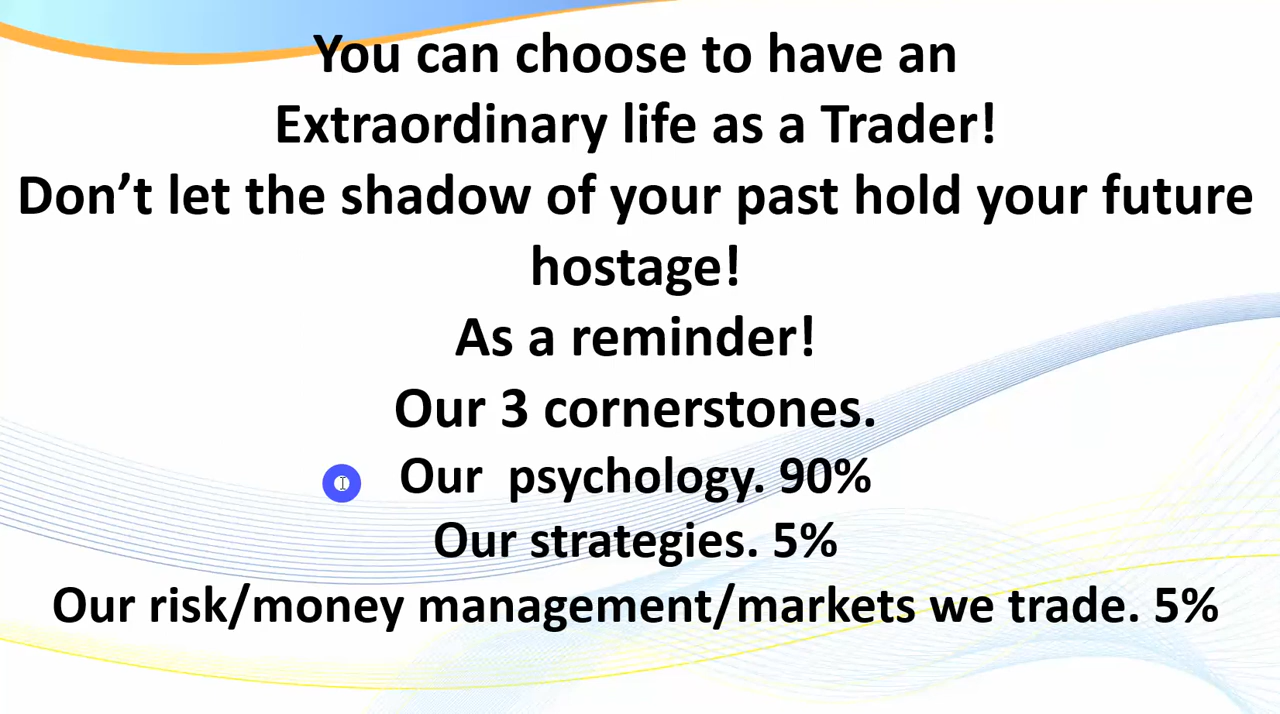 You can choose to have an
Extraordinary life as a Trader!
Don’t let the shadow of your past hold your future
hostage!
As a reminder!
Our 3 cornerstones.
Our  psychology. 90%
Our strategies. 5%
Our risk/money management/markets we trade. 5%